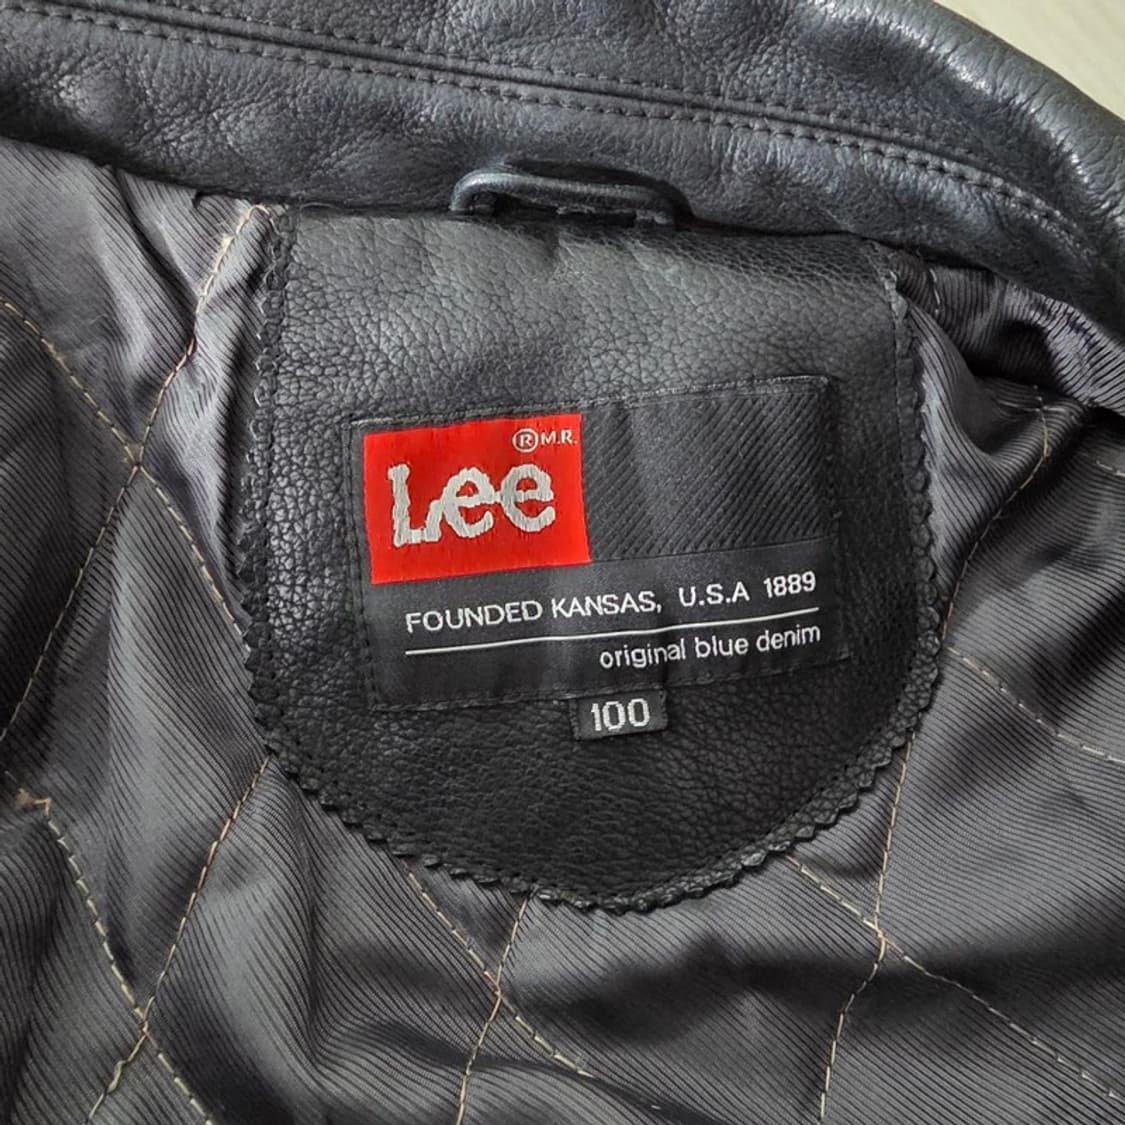 ® M.R.
Lee
FOUNDED KANSAS, U.S.A 1889
original blue denim
100